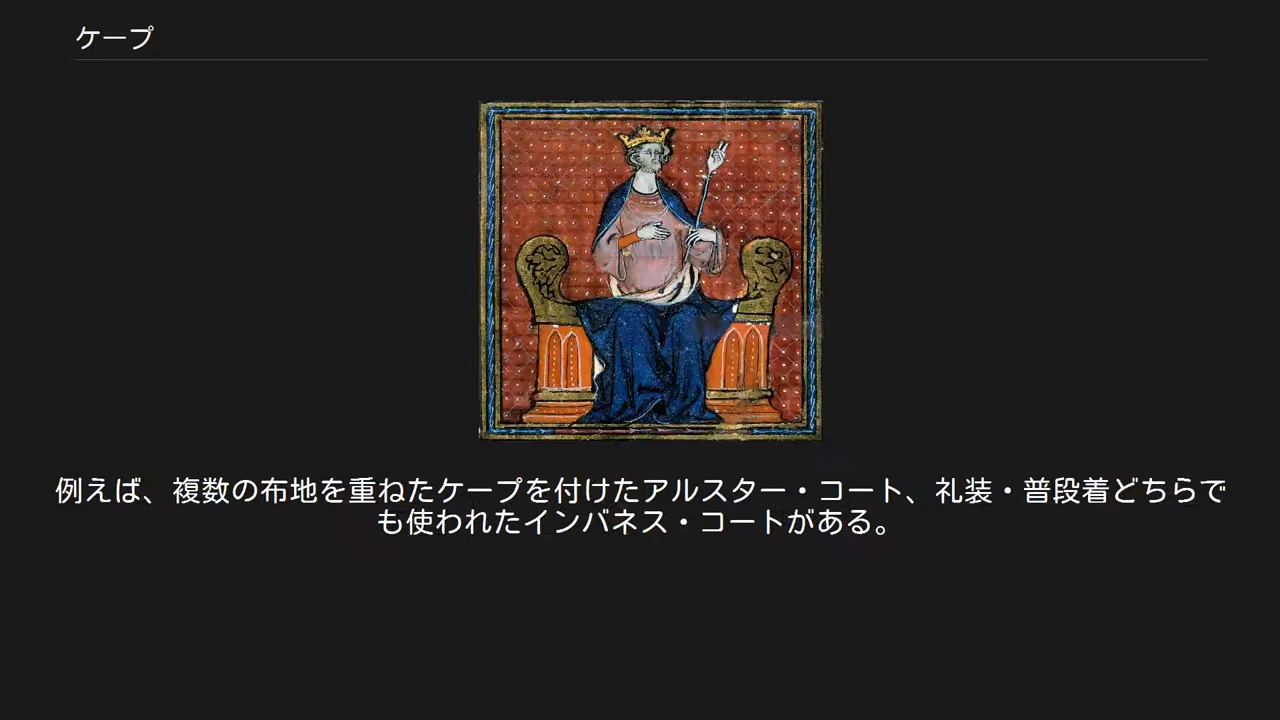 ケープ
例えば、複数の布地を重ねたケープを付けたアルスター・コート、礼装・普段着どちらで
も使われたインバネス・コートがある。